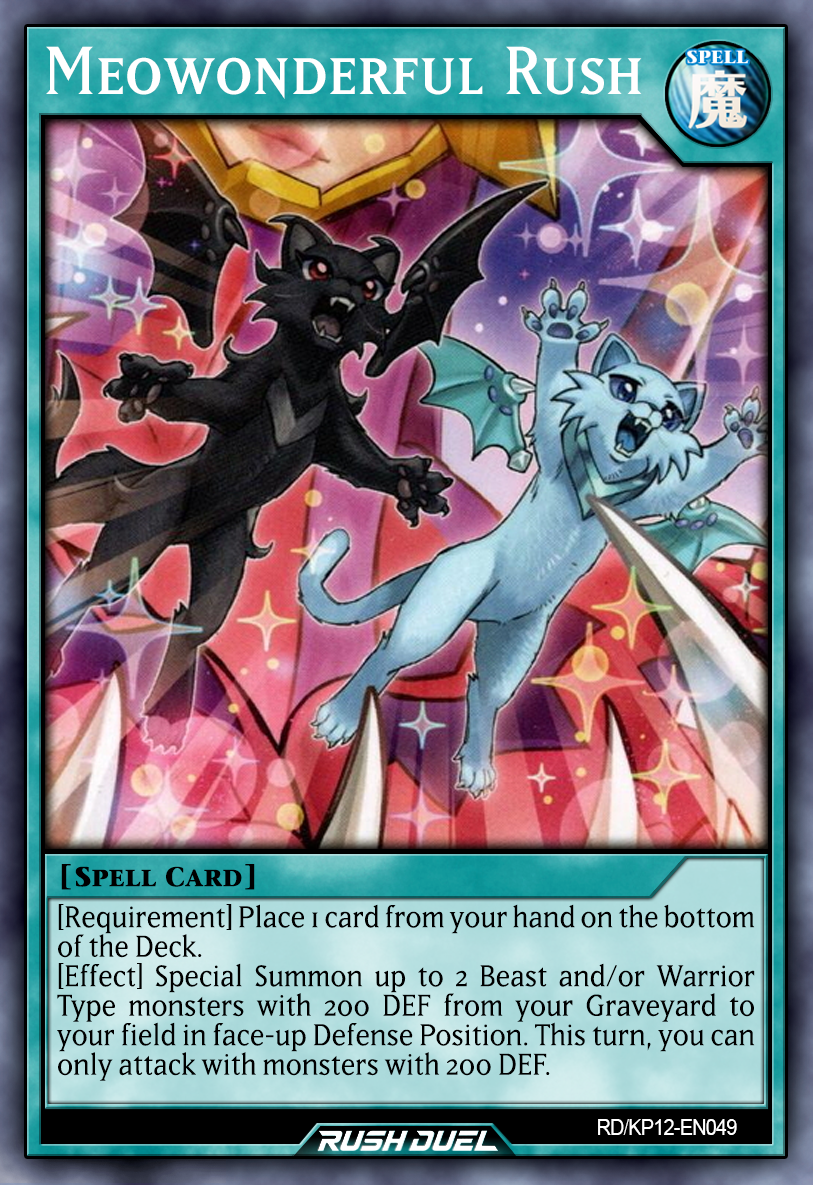 Meowonderful Rush
SPELL
魔
[Spell Card]
[Requirement] Place 1 card from your hand on the bottom
of the Deck.
[Effect] Special Summon up to 2 Beast and/or Warrior
Type monsters with 200 DEF from your Graveyard to
your field in face-up Defense Position. This turn, you can
only attack with monsters with 200 DEF.
RD/KP12-EN049
RUSH DUEL